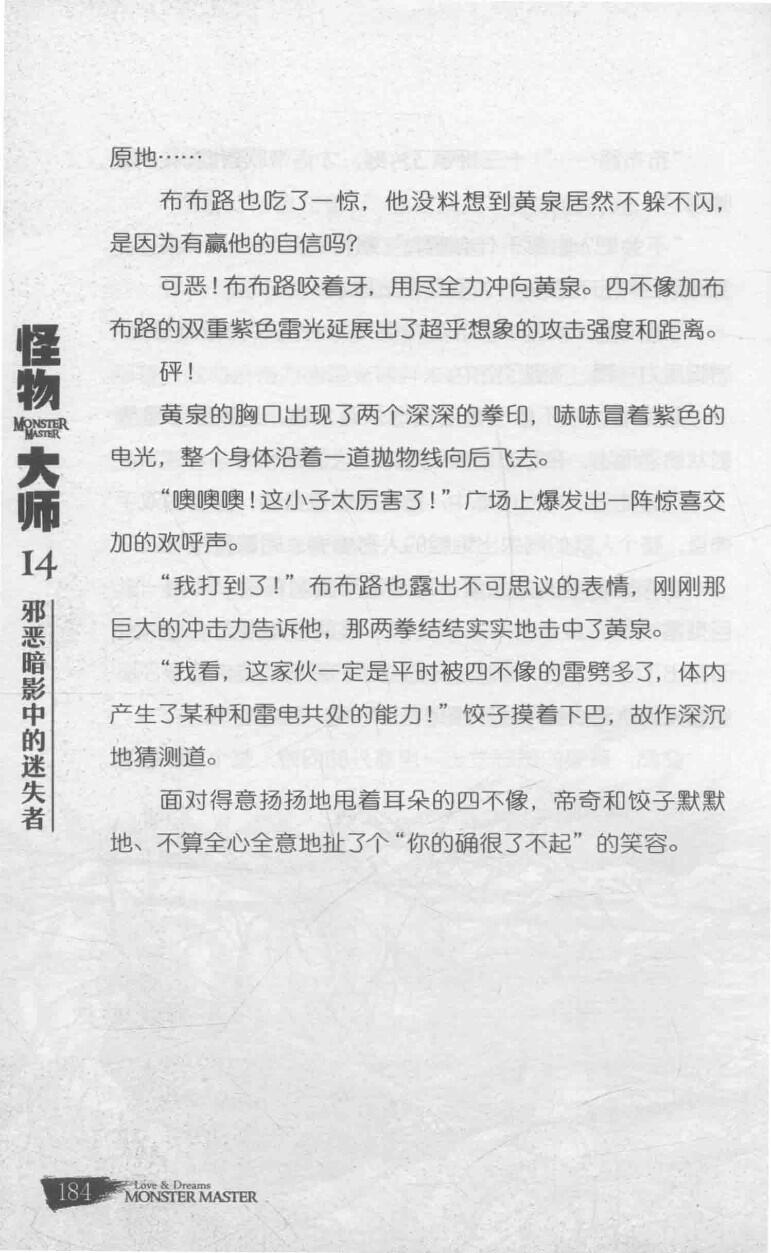 原地……
布布路也吃了一惊，他没料想到黄泉居然不躲不闪，
是因为有赢他的自信吗？
可恶！布布路咬着牙，用尽全力冲向黄泉。四不像加布
布路的双重紫色雷光延展出了超乎想象的攻击强度和距离。
砰！
黄泉的胸口出现了两个深深的拳印，哧哧冒着紫色的
电光，整个身体沿着一道抛物线向后飞去。
“噢噢噢！这小子太厉害了！”广场上爆发出一阵惊喜交
加的欢呼声。
“我打到了！”布布路也露出不可思议的表情，刚刚那
巨大的冲击力告诉他，那两拳结结实实地击中了黄泉。
“我看，这家伙一定是平时被四不像的雷劈多了，体内
产生了某种和雷电共处的能力！”饺子摸着下巴，故作深沉
地猜测道。
面对得意扬扬地甩着耳朵的四不像，帝奇和饺子默默
地、不算全心全意地扯了个“你的确很了不起”的笑容。
怪物
MONSTER
MASTER
大师
14
邪恶暗影中的迷失者
184
Love & Dreams
MONSTER MASTER